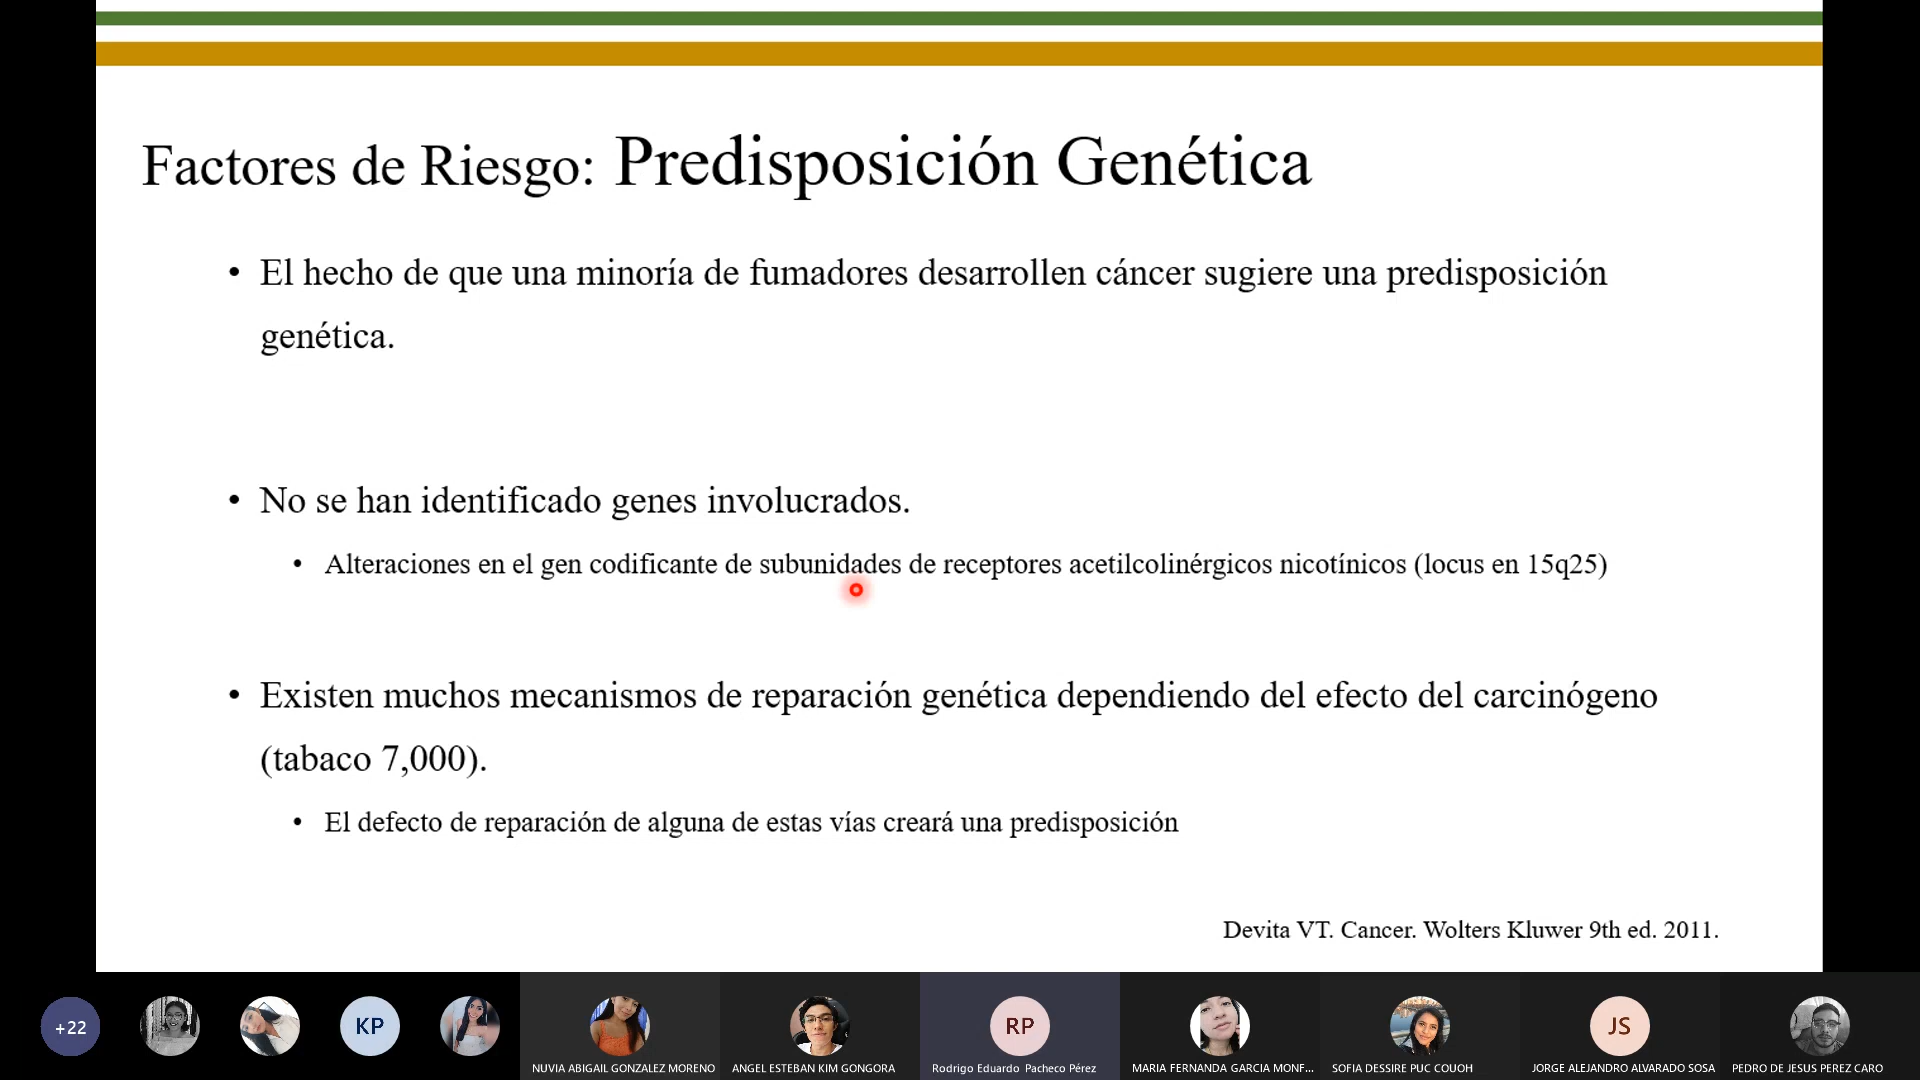 Factores de Riesgo: Predisposición Genética
• El hecho de que una minoría de fumadores desarrollen cáncer sugiere una predisposición
genética.
• No se han identificado genes involucrados.
• Alteraciones en el gen codificante de subunidades de receptores acetilcolinérgicos nicotínicos (locus en 15q25)
• Existen muchos mecanismos de reparación genética dependiendo del efecto del carcinógeno
(tabaco 7,000).
• El defecto de reparación de alguna de estas vías creará una predisposición
Devita VT. Cancer. Wolters Kluwer 9th ed. 2011.
+22
KP
RP
JS
NUVIA ABIGAIL GONZALEZ MORENO
ANGEL ESTEBAN KIM GONGORA
Rodrigo Eduardo Pacheco Pérez
MARIA FERNANDA GARCIA MONF...
SOFIA DESSIRE PUC COUOH
JORGE ALEJANDRO ALVARADO SOSA
PEDRO DE JESUS PEREZ CARO